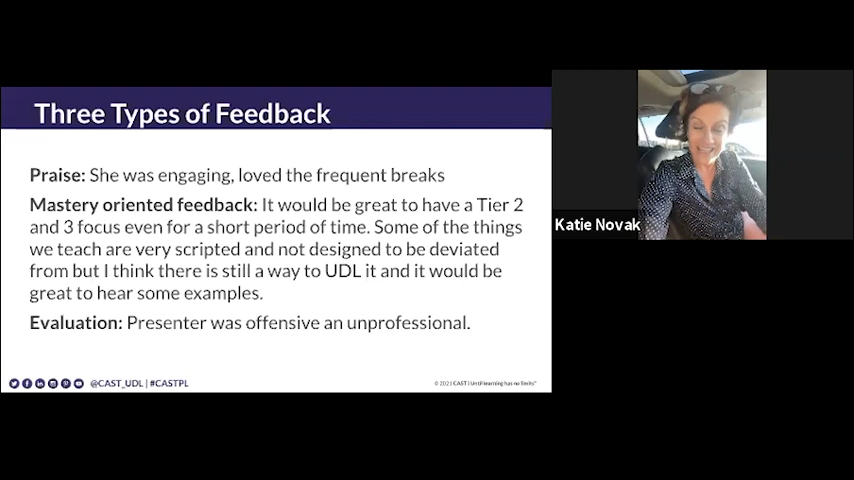 Three Types of Feedback
Praise: She was engaging, loved the frequent breaks
Mastery oriented feedback: It would be great to have a Tier 2
and 3 focus even for a short period of time. Some of the things
we teach are very scripted and not designed to be deviated
from but I think there is still a way to UDL it and it would be
great to hear some examples.
Evaluation: Presenter was offensive an unprofessional.
@CAST_UDL | #CASTPL
© 2021 CAST | Until learning has no limits™
Katie Novak